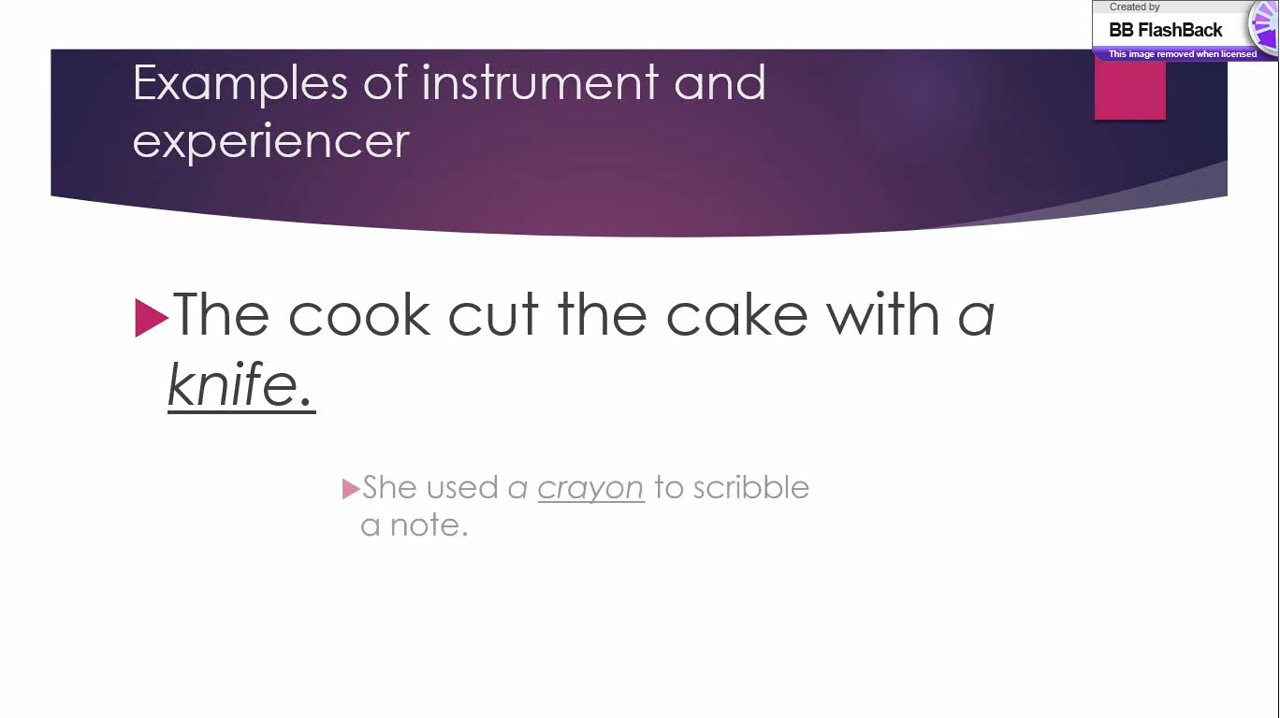 Created by
BB FlashBack
This image removed when licensed
Examples of instrument and
experiencer
The cook cut the cake with a
knife.
She used a crayon to scribble
a note.